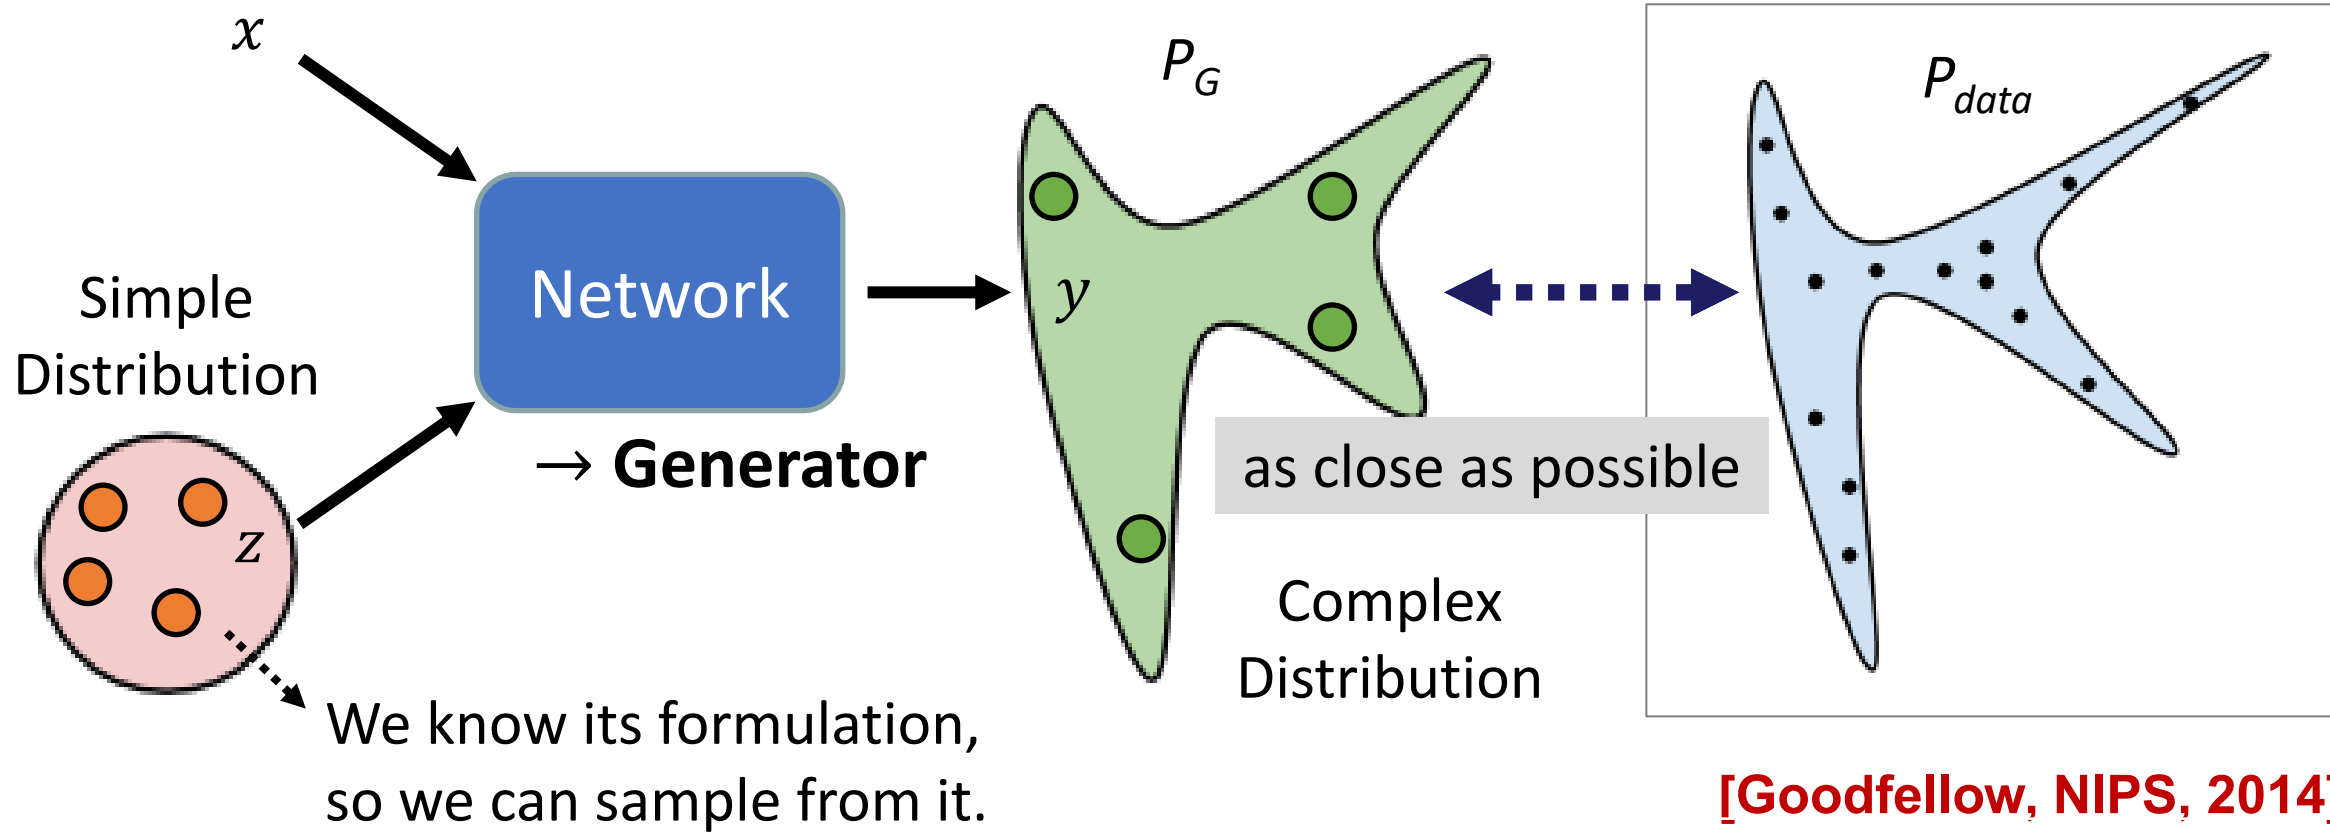 x
P_G
P_data
Simple
Distribution
Network
y
z
→ Generator
as close as possible
Complex
Distribution
We know its formulation,
so we can sample from it.
[Goodfellow, NIPS, 2014]